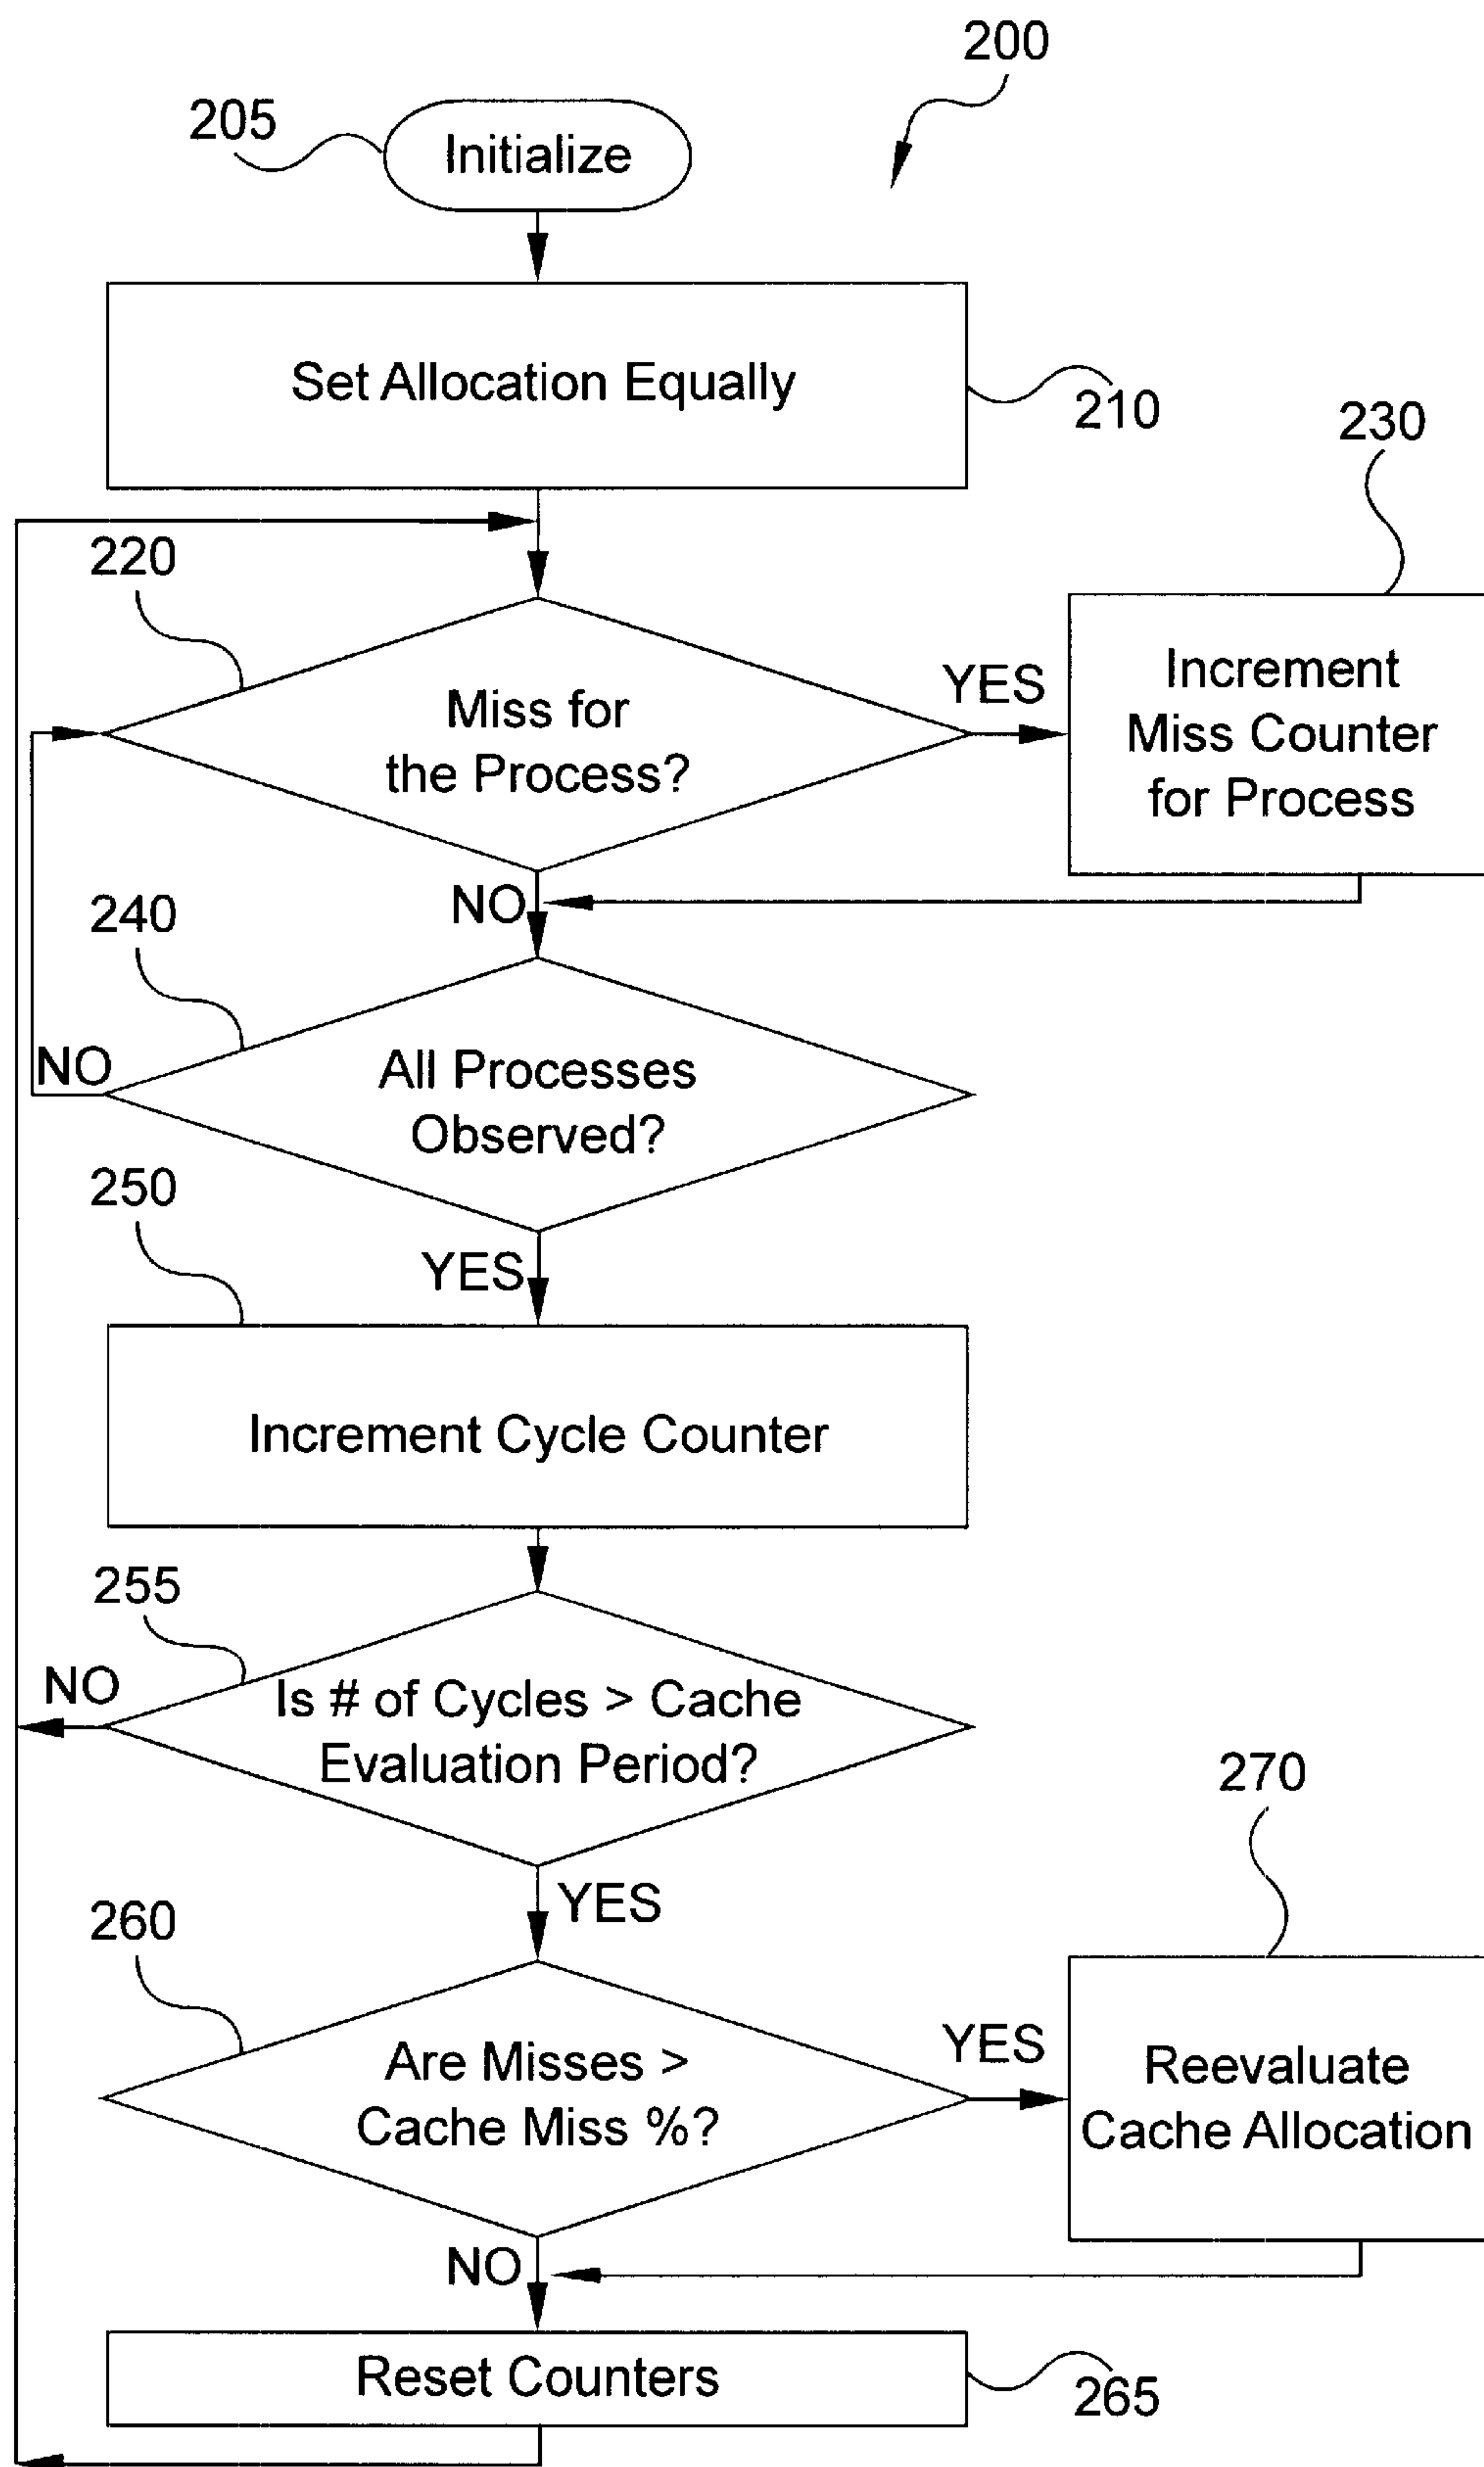 200
205
Initialize
Set Allocation Equally
210
230
220
Miss for
the Process?
YES
Increment
Miss Counter
for Process
NO
240
All Processes
Observed?
NO
250
YES
Increment Cycle Counter
255
NO
Is # of Cycles > Cache
Evaluation Period?
270
YES
260
Are Misses >
Cache Miss %?
YES
Reevaluate
Cache Allocation
NO
Reset Counters
265